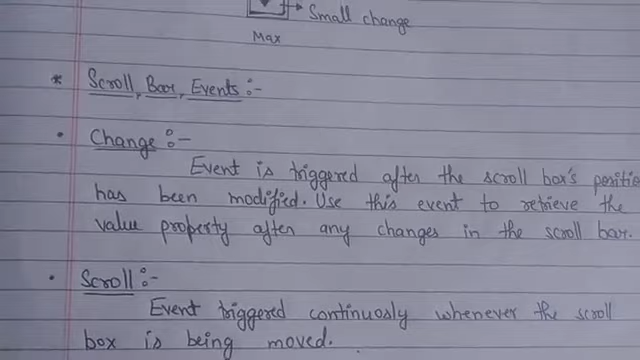 Small change
Max
* Scroll, Bar, Events :-
• Change :-
Event is triggered after the scroll box's positio
has been modified. Use this event to retrieve the
value property after any changes in the scroll bar.
• Scroll :-
Event triggered continuosly whenever the scroll
box is being moved.